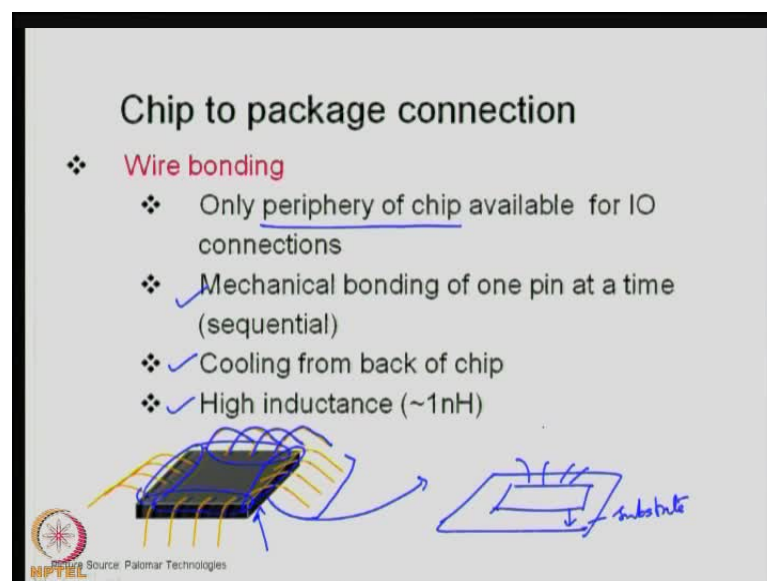 Chip to package connection
❖ Wire bonding
❖ Only periphery of chip available for IO
connections
❖ Mechanical bonding of one pin at a time
(sequential)
❖ Cooling from back of chip
❖ High inductance (~1nH)
substrate
Picture Source: Palomar Technologies
NPTEL